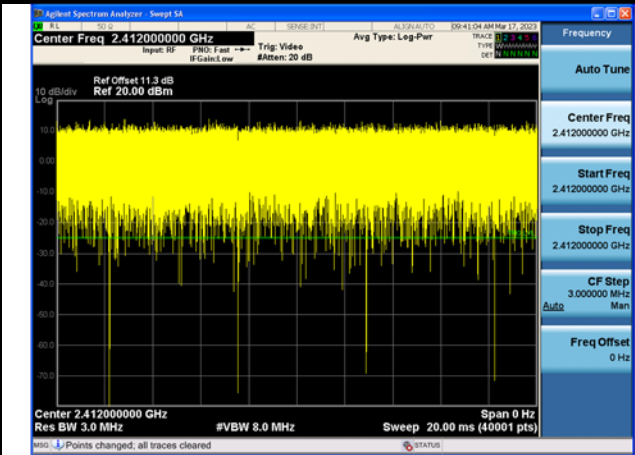 Agilent Spectrum Analyzer - Swept SA
RL 50 Ω AC SENSE:INT ALIGN AUTO 09:41:04 AM Mar 17, 2023
Center Freq 2.412000000 GHz
Input: RF PNO: Fast Trig: Video Avg Type: Log-Pwr TRACE 1 2 3 4 5 6
IFGain:Low #Atten: 20 dB TYPE
DET N N N N N N
Ref Offset 11.3 dB
10 dB/div Ref 20.00 dBm
Log
10.0
0.00
-10.0
-20.0
-30.0
-40.0
-50.0
-60.0
-70.0
Center 2.412000000 GHz Span 0 Hz
Res BW 3.0 MHz #VBW 8.0 MHz Sweep 20.00 ms (40001 pts)
MSG Points changed; all traces cleared STATUS
Frequency
Auto Tune
Center Freq
2.412000000 GHz
Start Freq
2.412000000 GHz
Stop Freq
2.412000000 GHz
CF Step
3.000000 MHz
Auto Man
Freq Offset
0 Hz